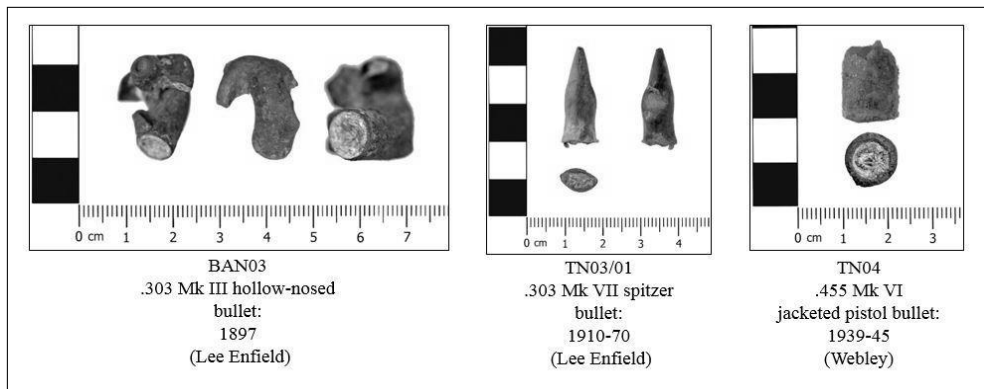 0 cm 1 2 3 4 5 6 7
BAN03
.303 Mk III hollow-nosed
bullet:
1897
(Lee Enfield)
0 cm 1 2 3 4
TN03/01
.303 Mk VII spitzer
bullet:
1910-70
(Lee Enfield)
0 cm 1 2 3
TN04
.455 Mk VI
jacketed pistol bullet:
1939-45
(Webley)